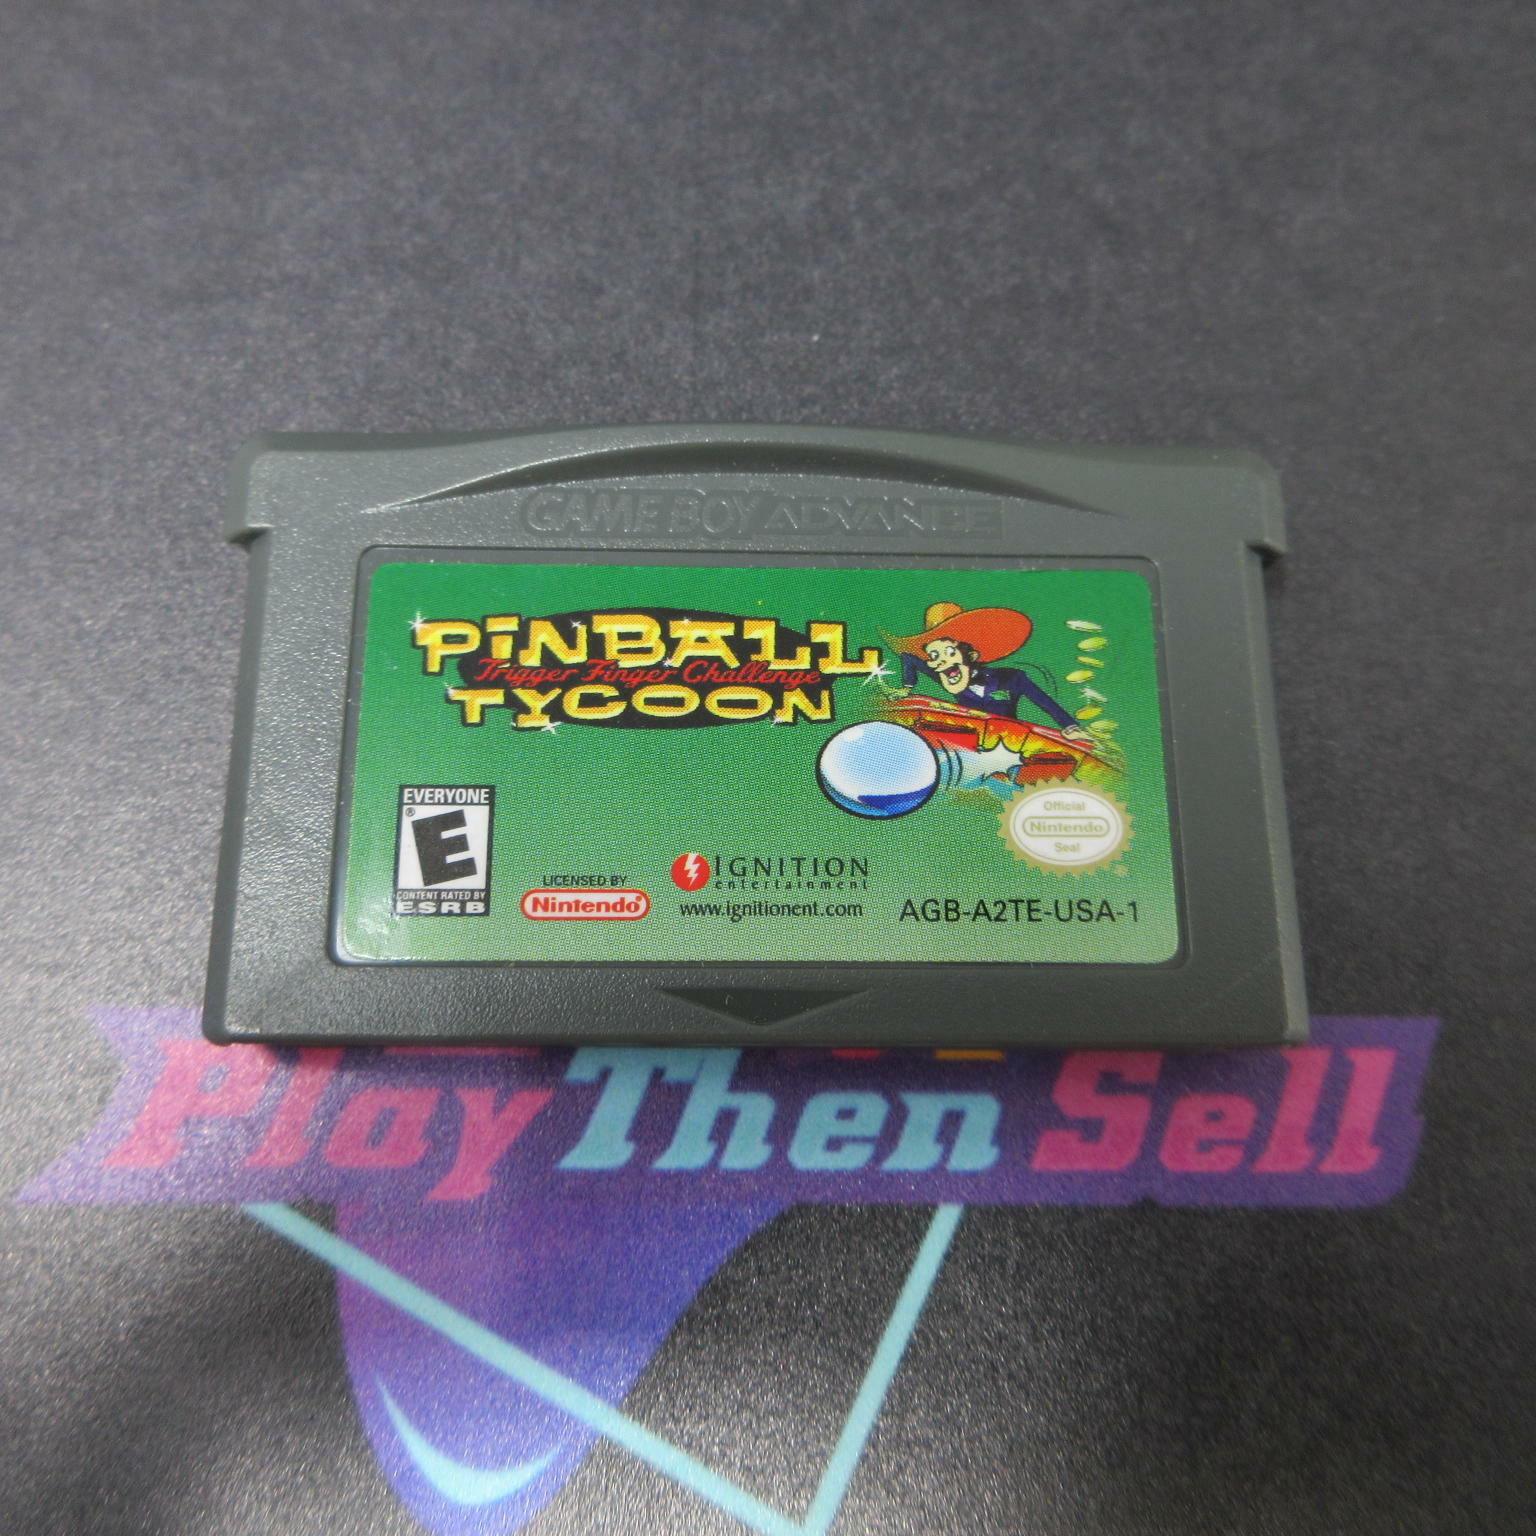 GAME BOY ADVANCE
PINBALL
Trigger Finger Challenge
TYCOON
EVERYONE
E
®
CONTENT RATED BY
ESRB
LICENSED BY
Nintendo®
IGNITION
entertainment
www.ignitionent.com
Official
Nintendo
Seal
AGB-A2TE-USA-1
Play Then Sell